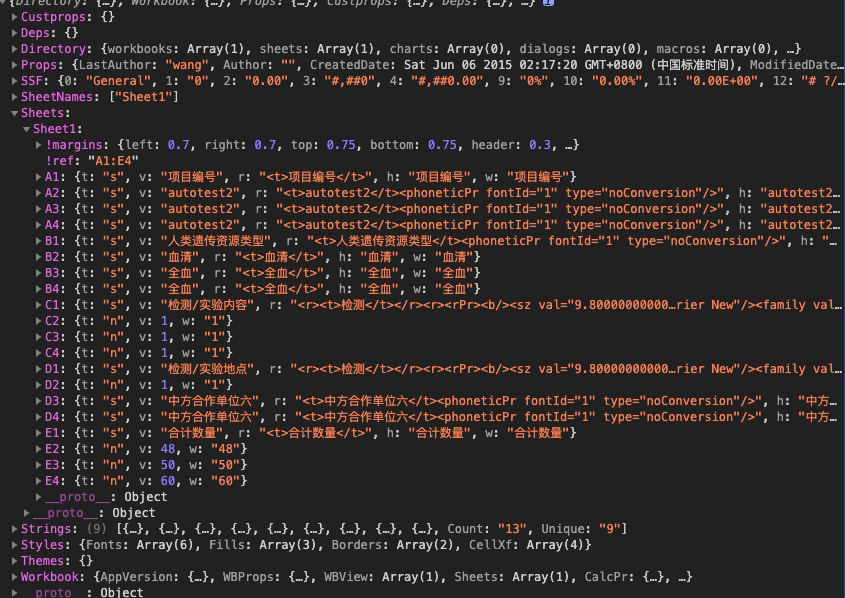 {Directory: {…}, Workbook: {…}, Props: {…}, Custprops: {…}, Deps: {…}, …}
Custprops: {}
Deps: {}
Directory: {workbooks: Array(1), sheets: Array(1), charts: Array(0), dialogs: Array(0), macros: Array(0), …}
Props: {LastAuthor: "wang", Author: "", CreatedDate: Sat Jun 06 2015 02:17:20 GMT+0800 (中国标准时间), ModifiedDate…
SSF: {0: "General", 1: "0", 2: "0.00", 3: "#,##0", 4: "#,##0.00", 9: "0%", 10: "0.00%", 11: "0.00E+00", 12: "# ?/…
SheetNames: ["Sheet1"]
Sheets:
Sheet1:
!margins: {left: 0.7, right: 0.7, top: 0.75, bottom: 0.75, header: 0.3, …}
!ref: "A1:E4"
A1: {t: "s", v: "项目编号", r: "<t>项目编号</t>", h: "项目编号", w: "项目编号"}
A2: {t: "s", v: "autotest2", r: "<t>autotest2</t><phoneticPr fontId="1" type="noConversion"/>", h: "autotest2…
A3: {t: "s", v: "autotest2", r: "<t>autotest2</t><phoneticPr fontId="1" type="noConversion"/>", h: "autotest2…
A4: {t: "s", v: "autotest2", r: "<t>autotest2</t><phoneticPr fontId="1" type="noConversion"/>", h: "autotest2…
B1: {t: "s", v: "人类遗传资源类型", r: "<t>人类遗传资源类型</t><phoneticPr fontId="1" type="noConversion"/>", h: "…
B2: {t: "s", v: "血清", r: "<t>血清</t>", h: "血清", w: "血清"}
B3: {t: "s", v: "全血", r: "<t>全血</t>", h: "全血", w: "全血"}
B4: {t: "s", v: "全血", r: "<t>全血</t>", h: "全血", w: "全血"}
C1: {t: "s", v: "检测/实验内容", r: "<r><t>检测</t></r><r><rPr><b/><sz val="9.80000000000…rier New"/><family val…
C2: {t: "n", v: 1, w: "1"}
C3: {t: "n", v: 1, w: "1"}
C4: {t: "n", v: 1, w: "1"}
D1: {t: "s", v: "检测/实验地点", r: "<r><t>检测</t></r><r><rPr><b/><sz val="9.80000000000…rier New"/><family val…
D2: {t: "n", v: 1, w: "1"}
D3: {t: "s", v: "中方合作单位六", r: "<t>中方合作单位六</t><phoneticPr fontId="1" type="noConversion"/>", h: "中方…
D4: {t: "s", v: "中方合作单位六", r: "<t>中方合作单位六</t><phoneticPr fontId="1" type="noConversion"/>", h: "中方…
E1: {t: "s", v: "合计数量", r: "<t>合计数量</t>", h: "合计数量", w: "合计数量"}
E2: {t: "n", v: 48, w: "48"}
E3: {t: "n", v: 50, w: "50"}
E4: {t: "n", v: 60, w: "60"}
__proto__: Object
__proto__: Object
Strings: (9) [{…}, {…}, {…}, {…}, {…}, {…}, {…}, {…}, {…}, Count: "13", Unique: "9"]
Styles: {Fonts: Array(6), Fills: Array(3), Borders: Array(2), CellXf: Array(4)}
Themes: {}
Workbook: {AppVersion: {…}, WBProps: {…}, WBView: Array(1), Sheets: Array(1), CalcPr: {…}, …}
__proto__: Object